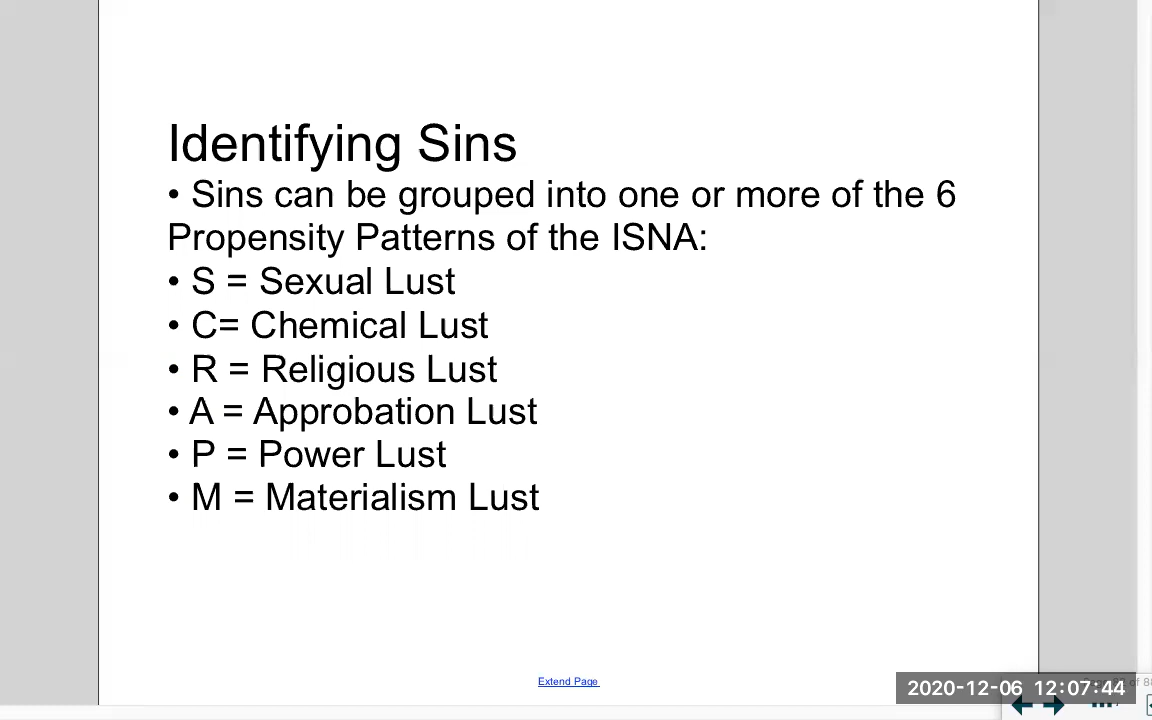 Identifying Sins
• Sins can be grouped into one or more of the 6
Propensity Patterns of the ISNA:
• S = Sexual Lust
• C= Chemical Lust
• R = Religious Lust
• A = Approbation Lust
• P = Power Lust
• M = Materialism Lust
Extend Page
2020-12-06 12:07:44